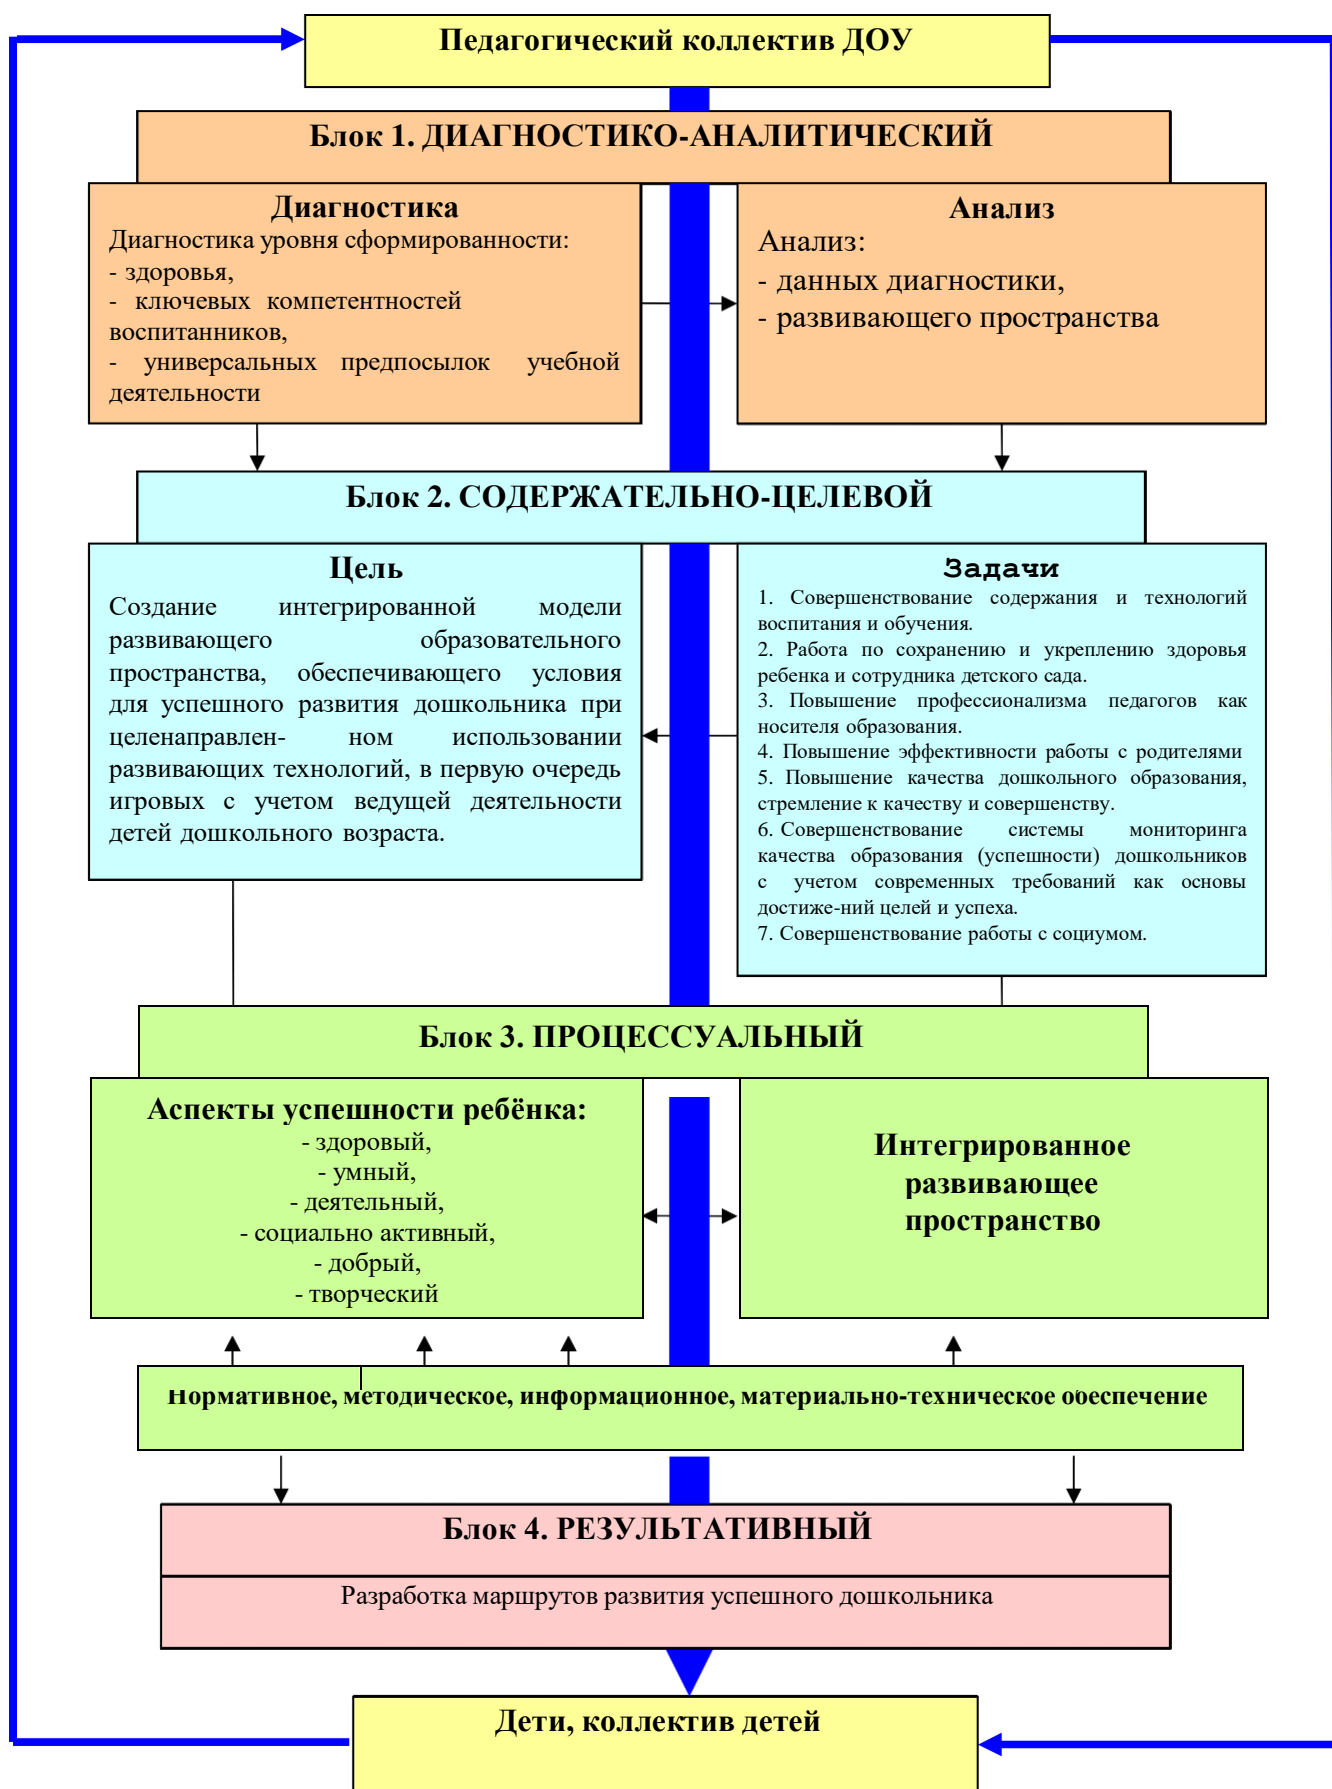 Педагогический коллектив ДОУ
Блок 1. ДИАГНОСТИКО-АНАЛИТИЧЕСКИЙ
Диагностика
Диагностика уровня сформированности:
- здоровья,
- ключевых компетентностей
воспитанников,
- универсальных предпосылок учебной
деятельности
Анализ
Анализ:
- данных диагностики,
- развивающего пространства
Блок 2. СОДЕРЖАТЕЛЬНО-ЦЕЛЕВОЙ
Цель
Создание интегрированной модели
развивающего образовательного
пространства, обеспечивающего условия
для успешного развития дошкольника при
целенаправлен- ном использовании
развивающих технологий, в первую очередь
игровых с учетом ведущей деятельности
детей дошкольного возраста.
Задачи
1. Совершенствование содержания и технологий
воспитания и обучения.
2. Работа по сохранению и укреплению здоровья
ребенка и сотрудника детского сада.
3. Повышение профессионализма педагогов как
носителя образования.
4. Повышение эффективности работы с родителями
5. Повышение качества дошкольного образования,
стремление к качеству и совершенству.
6. Совершенствование системы мониторинга
качества образования (успешности) дошкольников
с учетом современных требований как основы
достиже-ний целей и успеха.
7. Совершенствование работы с социумом.
Блок 3. ПРОЦЕССУАЛЬНЫЙ
Аспекты успешности ребёнка:
- здоровый,
- умный,
- деятельный,
- социально активный,
- добрый,
- творческий
Интегрированное
развивающее
пространство
Нормативное, методическое, информационное, материально-техническое обеспечение
Блок 4. РЕЗУЛЬТАТИВНЫЙ
Разработка маршрутов развития успешного дошкольника
Дети, коллектив детей